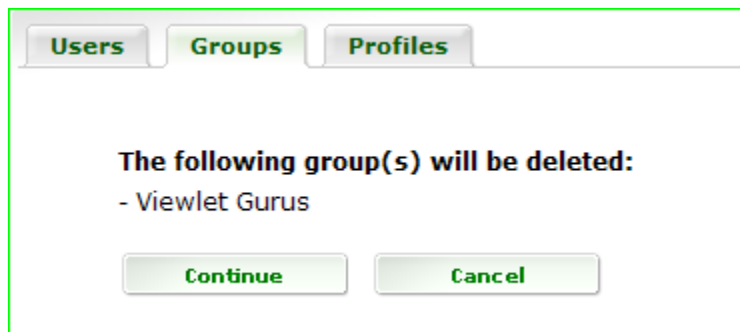 Users Groups Profiles
The following group(s) will be deleted:
- Viewlet Gurus
Continue Cancel